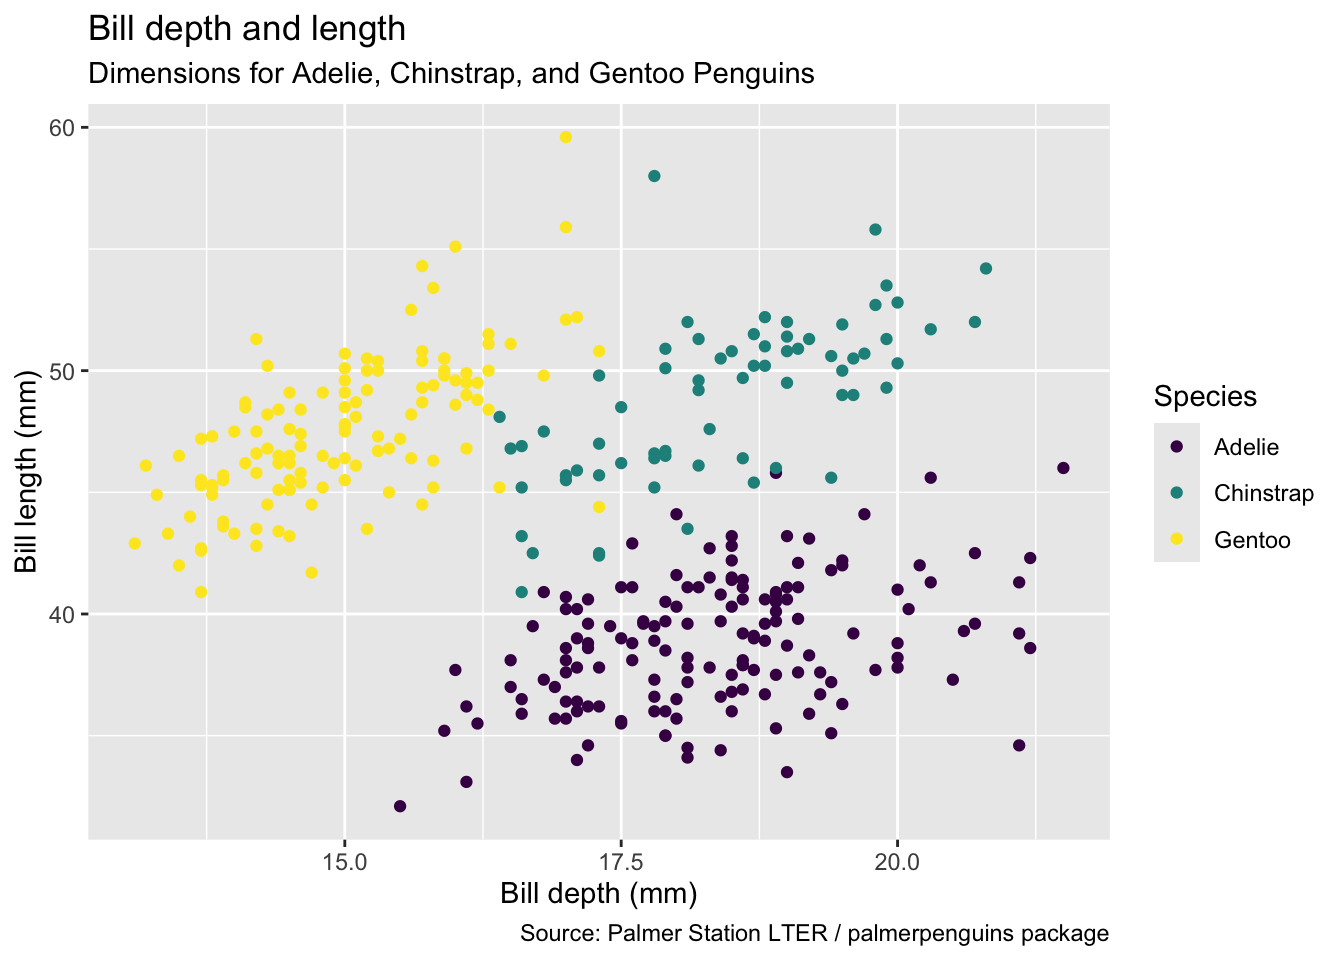 Bill depth and length
Dimensions for Adelie, Chinstrap, and Gentoo Penguins
60
50
40
Bill length (mm)
15.0 17.5 20.0
Bill depth (mm)
Species
Adelie
Chinstrap
Gentoo
Source: Palmer Station LTER / palmerpenguins package